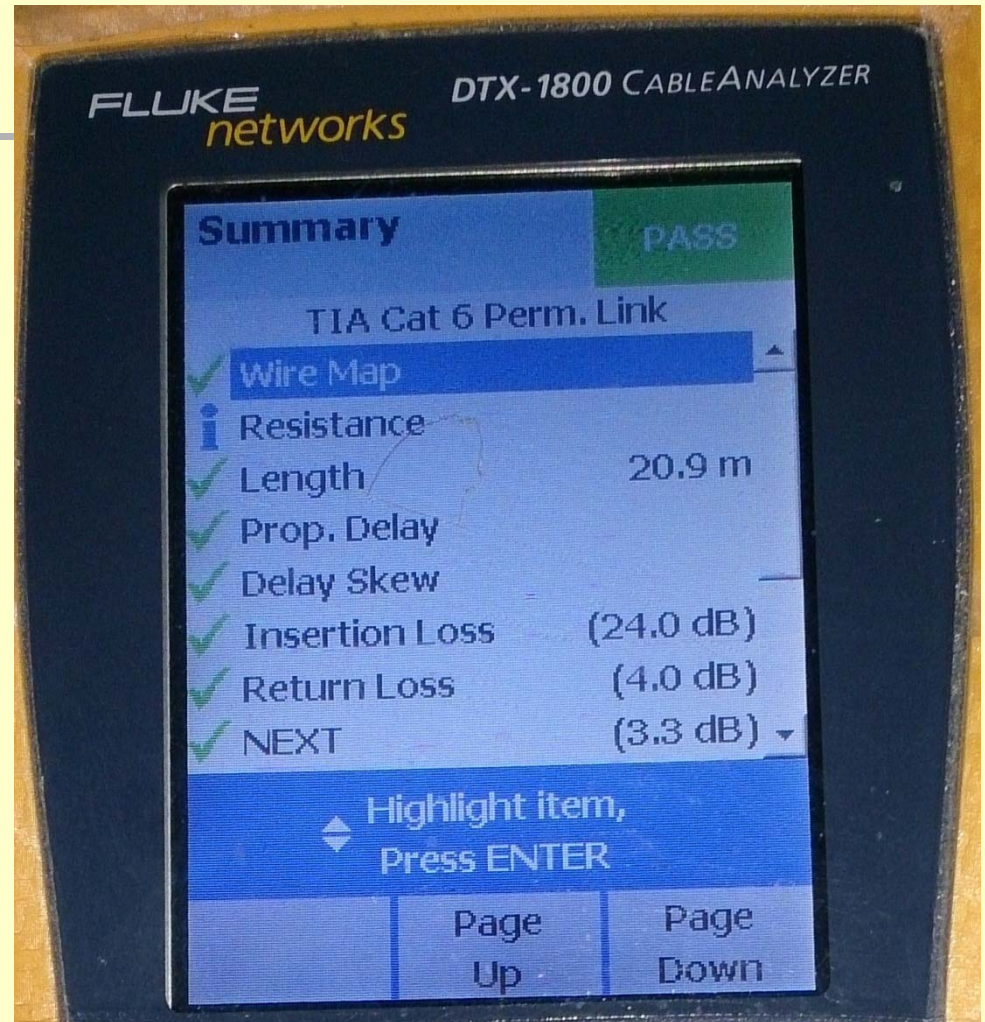 FLUKE
networks
DTX-1800 CABLEANALYZER
Summary
PASS
TIA Cat 6 Perm. Link
Wire Map
Resistance
Length 20.9 m
Prop. Delay
Delay Skew
Insertion Loss (24.0 dB)
Return Loss (4.0 dB)
NEXT (3.3 dB)
Highlight item,
Press ENTER
Page Up
Page Down